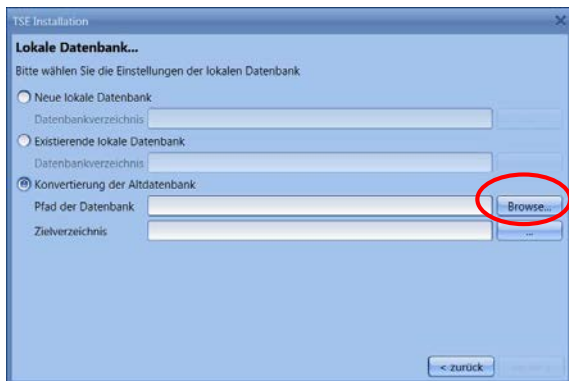 TSE Installation
Lokale Datenbank...
Bitte wählen Sie die Einstellungen der lokalen Datenbank
Neue lokale Datenbank
Datenbankverzeichnis
Existierende lokale Datenbank
Datenbankverzeichnis
Konvertierung der Altdatenbank
Pfad der Datenbank Browse...
Zielverzeichnis ...
< zurück